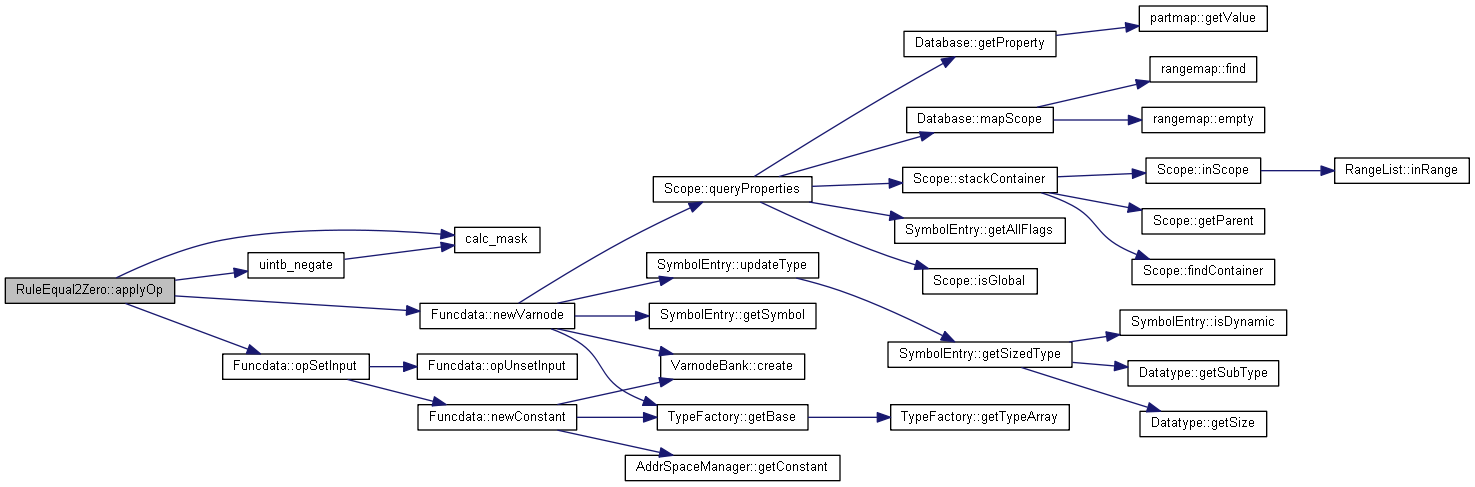 RuleEqual2Zero::applyOp
calc_mask
uintb_negate
Funcdata::newVarnode
Funcdata::opSetInput
Funcdata::opUnsetInput
Funcdata::newConstant
Scope::queryProperties
SymbolEntry::updateType
SymbolEntry::getSymbol
VarnodeBank::create
TypeFactory::getBase
AddrSpaceManager::getConstant
Database::getProperty
Database::mapScope
Scope::stackContainer
SymbolEntry::getAllFlags
Scope::isGlobal
SymbolEntry::getSizedType
TypeFactory::getTypeArray
partmap::getValue
rangemap::find
rangemap::empty
Scope::inScope
Scope::getParent
Scope::findContainer
SymbolEntry::isDynamic
Datatype::getSubType
Datatype::getSize
RangeList::inRange